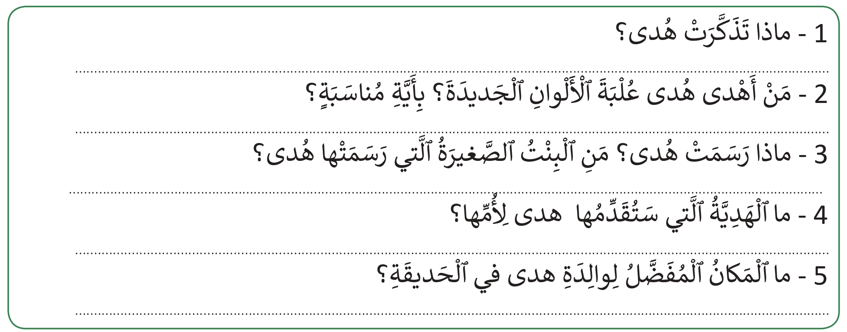 1 - ماذا تَذَكَّرَتْ هُدى؟
2 - مَنْ أَهْدى هُدى عُلْبَةَ ٱلْأَلْوانِ ٱلْجَديدَةَ؟ بِأَيَّةِ مُناسَبَةٍ؟
3 - ماذا رَسَمَتْ هُدى؟ مَنِ ٱلْبِنْتُ ٱلصَّغيرَةُ ٱلَّتي رَسَمَتْها هُدى؟
4 - ما ٱلْهَدِيَّةُ ٱلَّتي سَتُقَدِّمُها هدى لِأُمِّها؟
5 - ما ٱلْمَكانُ ٱلْمُفَضَّلُ لِوالِدَةِ هدى في ٱلْحَديقَةِ؟